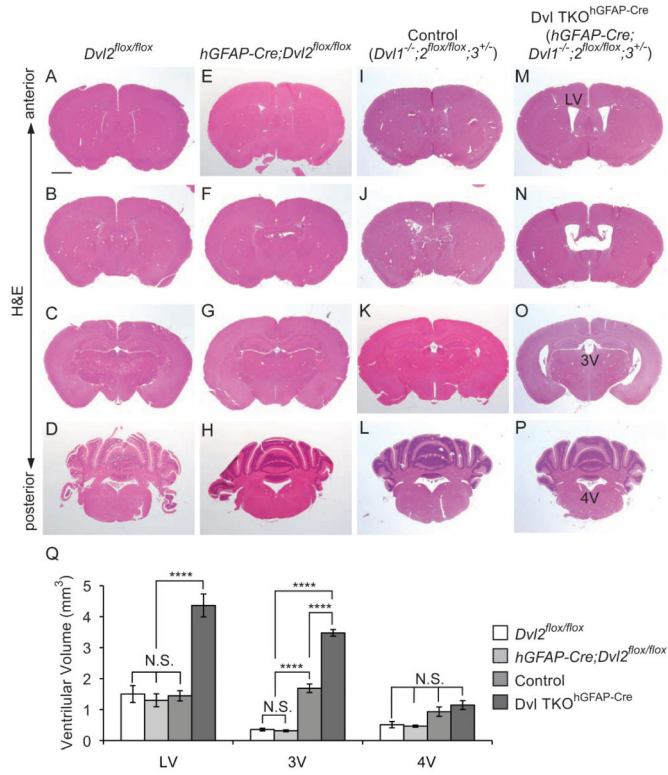 Dvl2flox/flox
hGFAP-Cre;Dvl2flox/flox
Control
(Dvl1-/-;2flox/flox;3+/-)
Dvl TKOhGFAP-Cre
(hGFAP-Cre;
Dvl1-/-;2flox/flox;3+/-)
anterior
H&E
posterior
A
E
I
M
LV
B
F
J
N
C
G
K
O
3V
D
H
L
P
4V
Q
Ventrilular Volume (mm3)
5
4
3
2
1
0
N.S.
****
N.S.
****
****
****
N.S.
LV
3V
4V
Dvl2flox/flox
hGFAP-Cre;Dvl2flox/flox
Control
Dvl TKOhGFAP-Cre